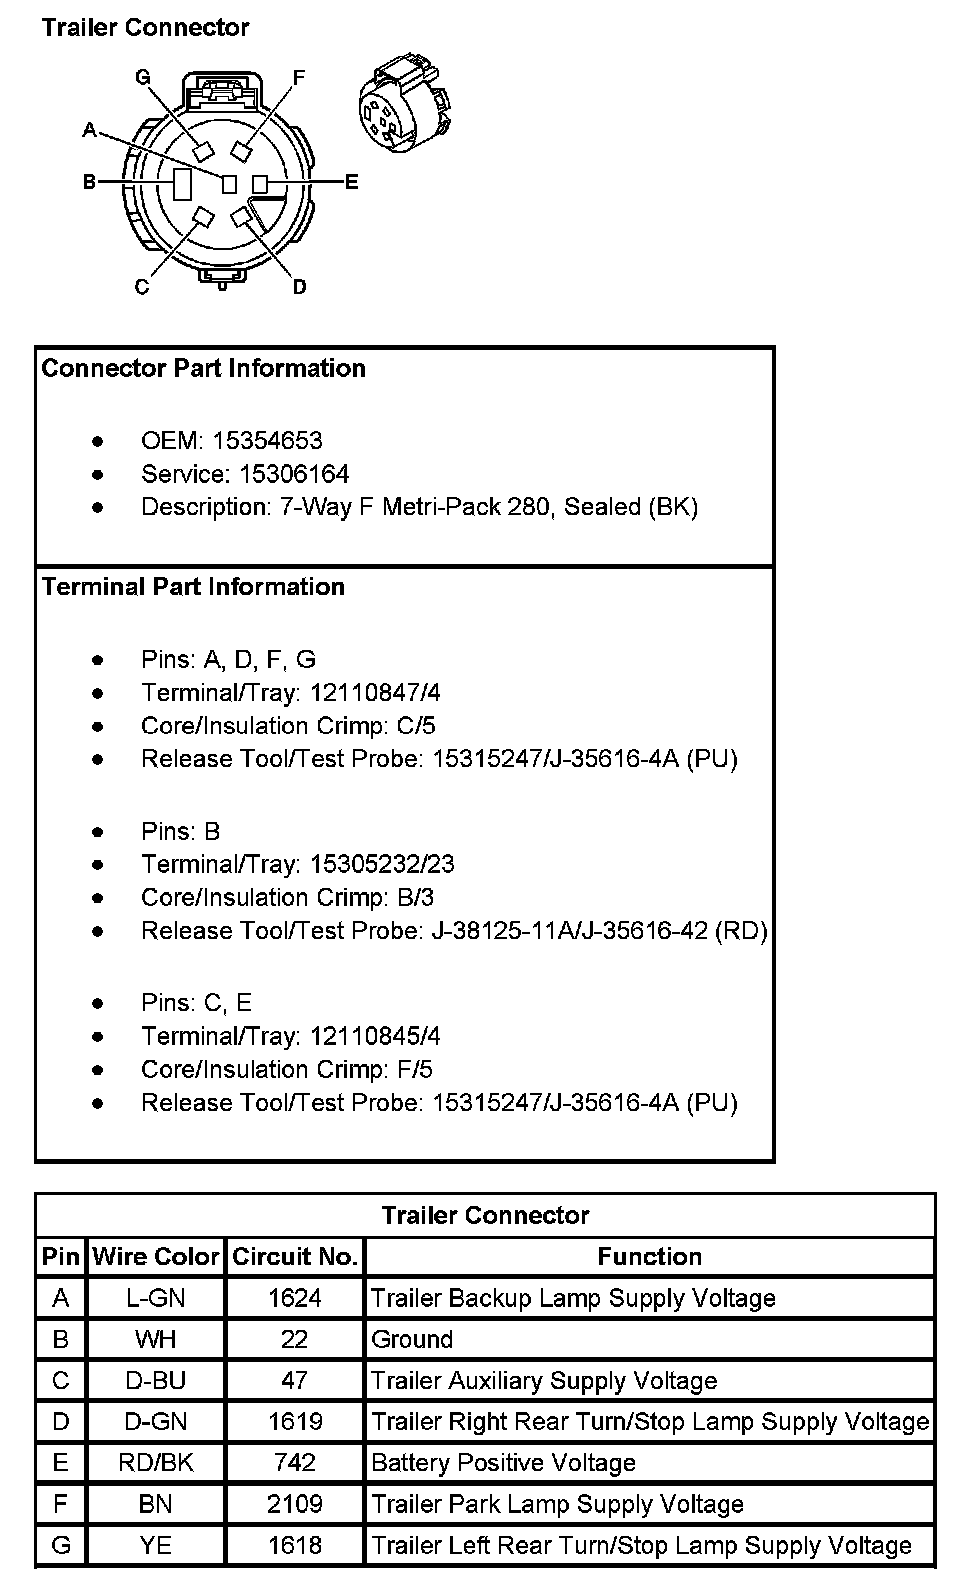 Trailer Connector
G
F
A
B
E
C
D
Connector Part Information
● OEM: 15354653
● Service: 15306164
● Description: 7-Way F Metri-Pack 280, Sealed (BK)
Terminal Part Information
● Pins: A, D, F, G
● Terminal/Tray: 12110847/4
● Core/Insulation Crimp: C/5
● Release Tool/Test Probe: 15315247/J-35616-4A (PU)
● Pins: B
● Terminal/Tray: 15305232/23
● Core/Insulation Crimp: B/3
● Release Tool/Test Probe: J-38125-11A/J-35616-42 (RD)
● Pins: C, E
● Terminal/Tray: 12110845/4
● Core/Insulation Crimp: F/5
● Release Tool/Test Probe: 15315247/J-35616-4A (PU)
Trailer Connector
Pin Wire Color Circuit No. Function
A L-GN 1624 Trailer Backup Lamp Supply Voltage
B WH 22 Ground
C D-BU 47 Trailer Auxiliary Supply Voltage
D D-GN 1619 Trailer Right Rear Turn/Stop Lamp Supply Voltage
E RD/BK 742 Battery Positive Voltage
F BN 2109 Trailer Park Lamp Supply Voltage
G YE 1618 Trailer Left Rear Turn/Stop Lamp Supply Voltage